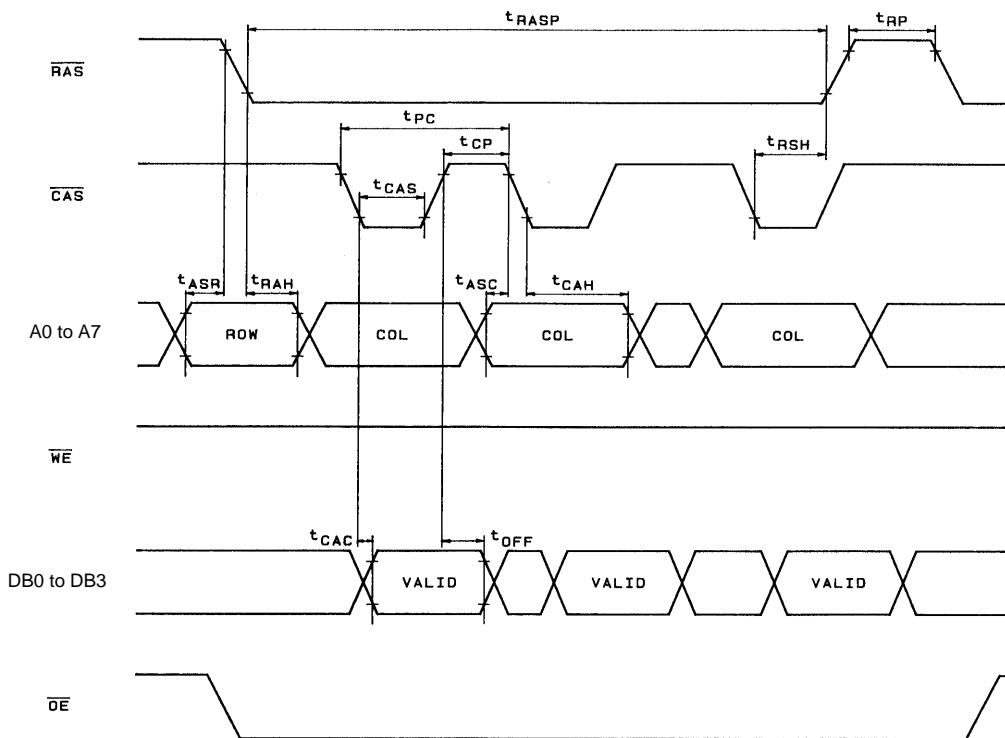 tRASP
tRP
RAS
tPC
tCP
tRSH
CAS
tCAS
tASR
tRAH
tASC
tCAH
A0 to A7
ROW
COL
COL
COL
WE
tCAC
tOFF
DB0 to DB3
VALID
VALID
VALID
OE